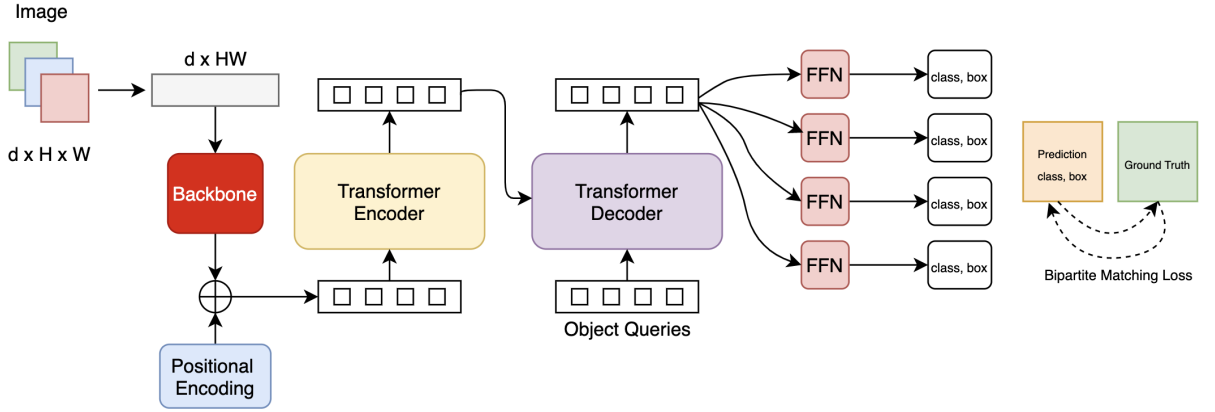 Image
d x H x W
d x HW
Backbone
Positional
Encoding
Transformer
Encoder
Transformer
Decoder
Object Queries
FFN
class, box
FFN
class, box
FFN
class, box
FFN
class, box
Prediction
class, box
Ground Truth
Bipartite Matching Loss